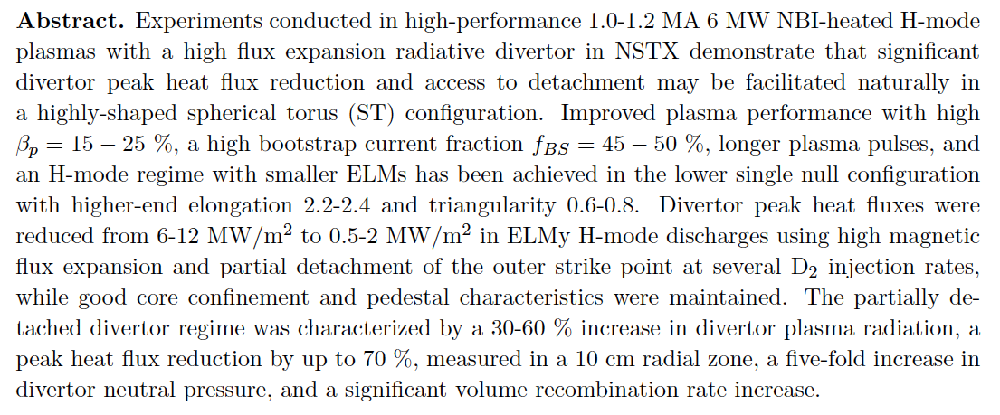 Abstract. Experiments conducted in high-performance 1.0-1.2 MA 6 MW NBI-heated H-mode
plasmas with a high flux expansion radiative divertor in NSTX demonstrate that significant
divertor peak heat flux reduction and access to detachment may be facilitated naturally in
a highly-shaped spherical torus (ST) configuration. Improved plasma performance with high
βₚ = 15 – 25 %, a high bootstrap current fraction f_BS = 45 – 50 %, longer plasma pulses, and
an H-mode regime with smaller ELMs has been achieved in the lower single null configuration
with higher-end elongation 2.2-2.4 and triangularity 0.6-0.8. Divertor peak heat fluxes were
reduced from 6-12 MW/m² to 0.5-2 MW/m² in ELMy H-mode discharges using high magnetic
flux expansion and partial detachment of the outer strike point at several D₂ injection rates,
while good core confinement and pedestal characteristics were maintained. The partially de-
tached divertor regime was characterized by a 30-60 % increase in divertor plasma radiation, a
peak heat flux reduction by up to 70 %, measured in a 10 cm radial zone, a five-fold increase in
divertor neutral pressure, and a significant volume recombination rate increase.